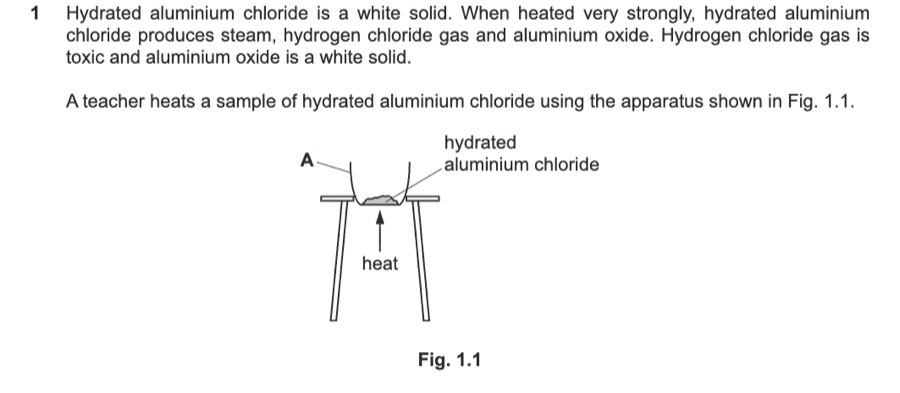 1 Hydrated aluminium chloride is a white solid. When heated very strongly, hydrated aluminium
chloride produces steam, hydrogen chloride gas and aluminium oxide. Hydrogen chloride gas is
toxic and aluminium oxide is a white solid.
A teacher heats a sample of hydrated aluminium chloride using the apparatus shown in Fig. 1.1.
hydrated
A
aluminium chloride
heat
Fig. 1.1